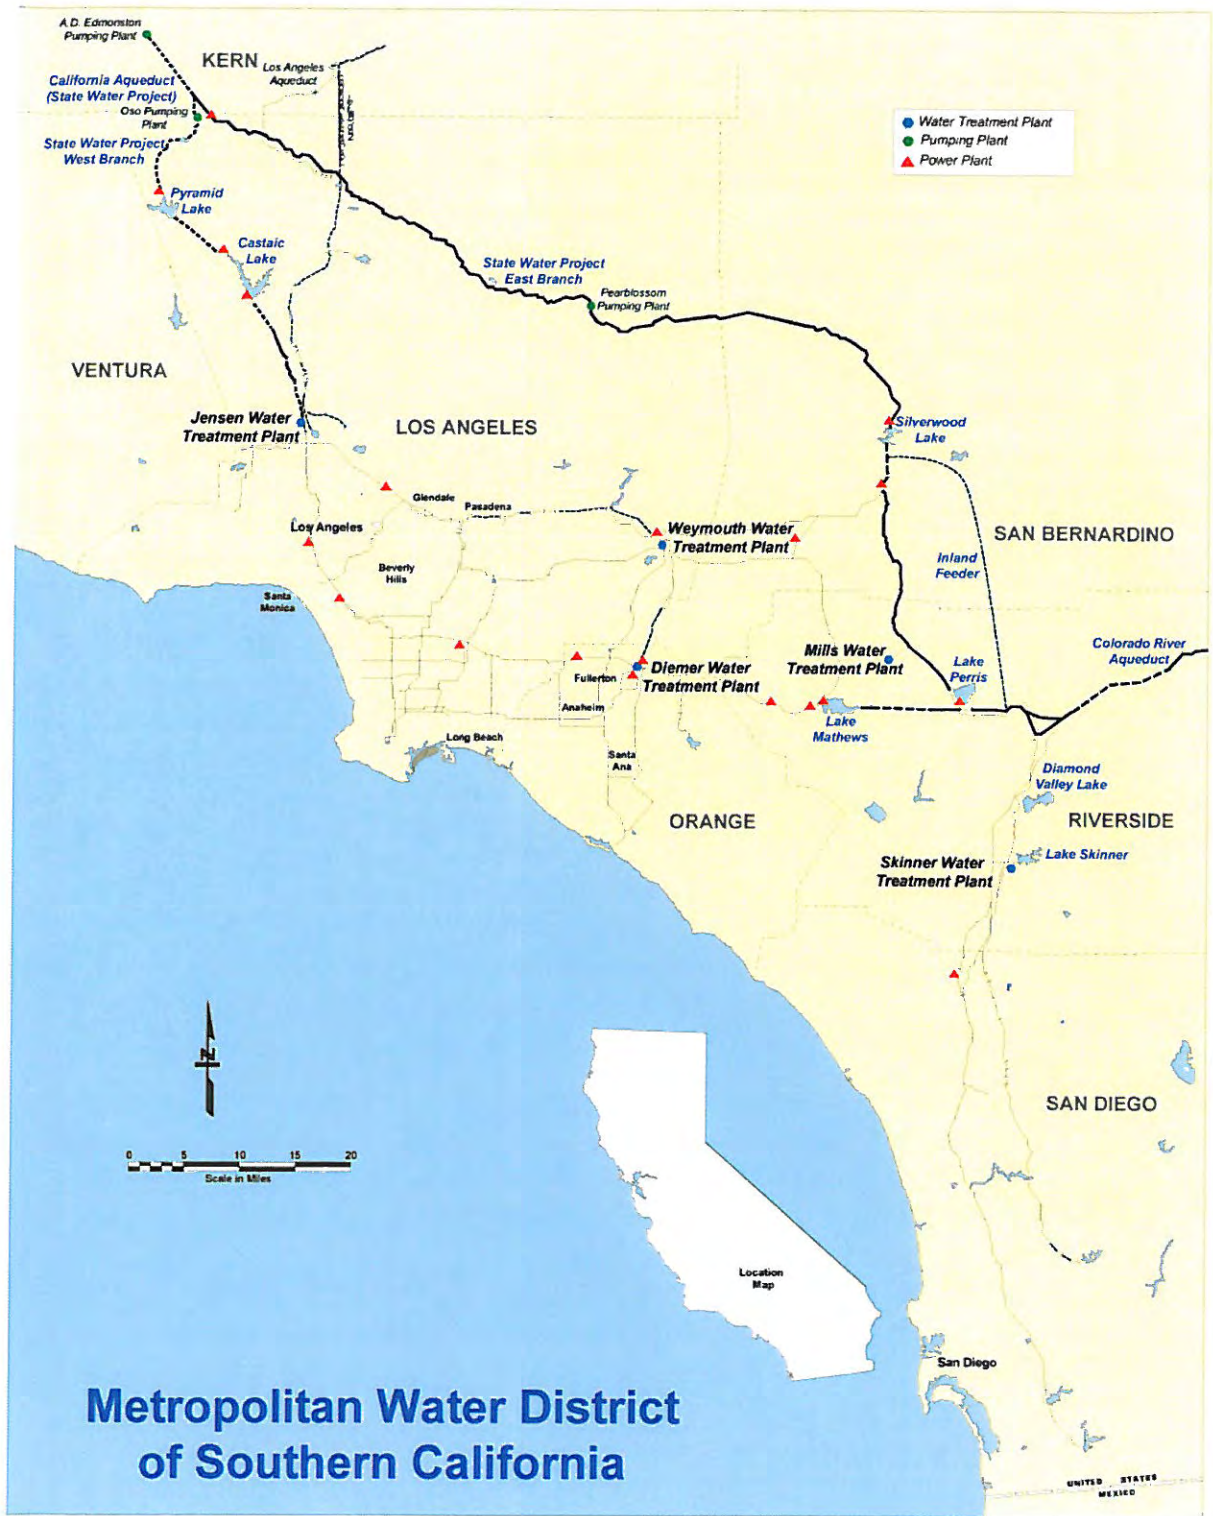 A.D. Edmonston
Pumping Plant
KERN
Los Angeles
Aqueduct
California Aqueduct
(State Water Project)
Oso Pumping
Plant
State Water Project
West Branch
Water Treatment Plant
Pumping Plant
Power Plant
Pyramid
Lake
Castaic
Lake
State Water Project
East Branch
Pearblossom
Pumping Plant
VENTURA
Jensen Water
Treatment Plant
LOS ANGELES
Silverwood
Lake
Glendale
Pasadena
Los Angeles
Weymouth Water
Treatment Plant
SAN BERNARDINO
Inland
Feeder
Beverly
Hills
Santa
Monica
Colorado River
Aqueduct
Mills Water
Treatment Plant
Lake
Perris
Diemer Water
Treatment Plant
Fullerton
Anaheim
Lake
Mathews
Long Beach
Santa
Ana
Diamond
Valley Lake
ORANGE
RIVERSIDE
Lake Skinner
Skinner Water
Treatment Plant
N
SAN DIEGO
0 5 10 15 20
Scale in Miles
Location
Map
San Diego
Metropolitan Water District
of Southern California
UNITED STATES
MEXICO